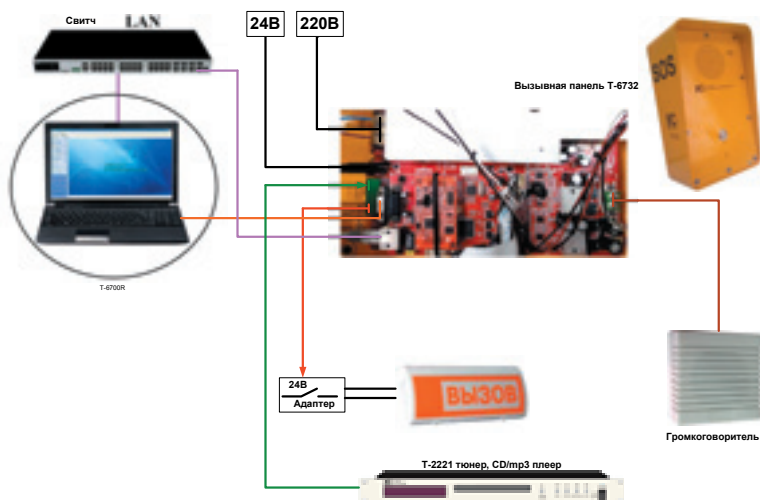 Свитч LAN
24В
220В
Вызывная панель Т-6732
SOS
T-6700R
24В
Адаптер
ВЫЗОВ
Громкоговоритель
Т-2221 тюнер, CD/mp3 плеер